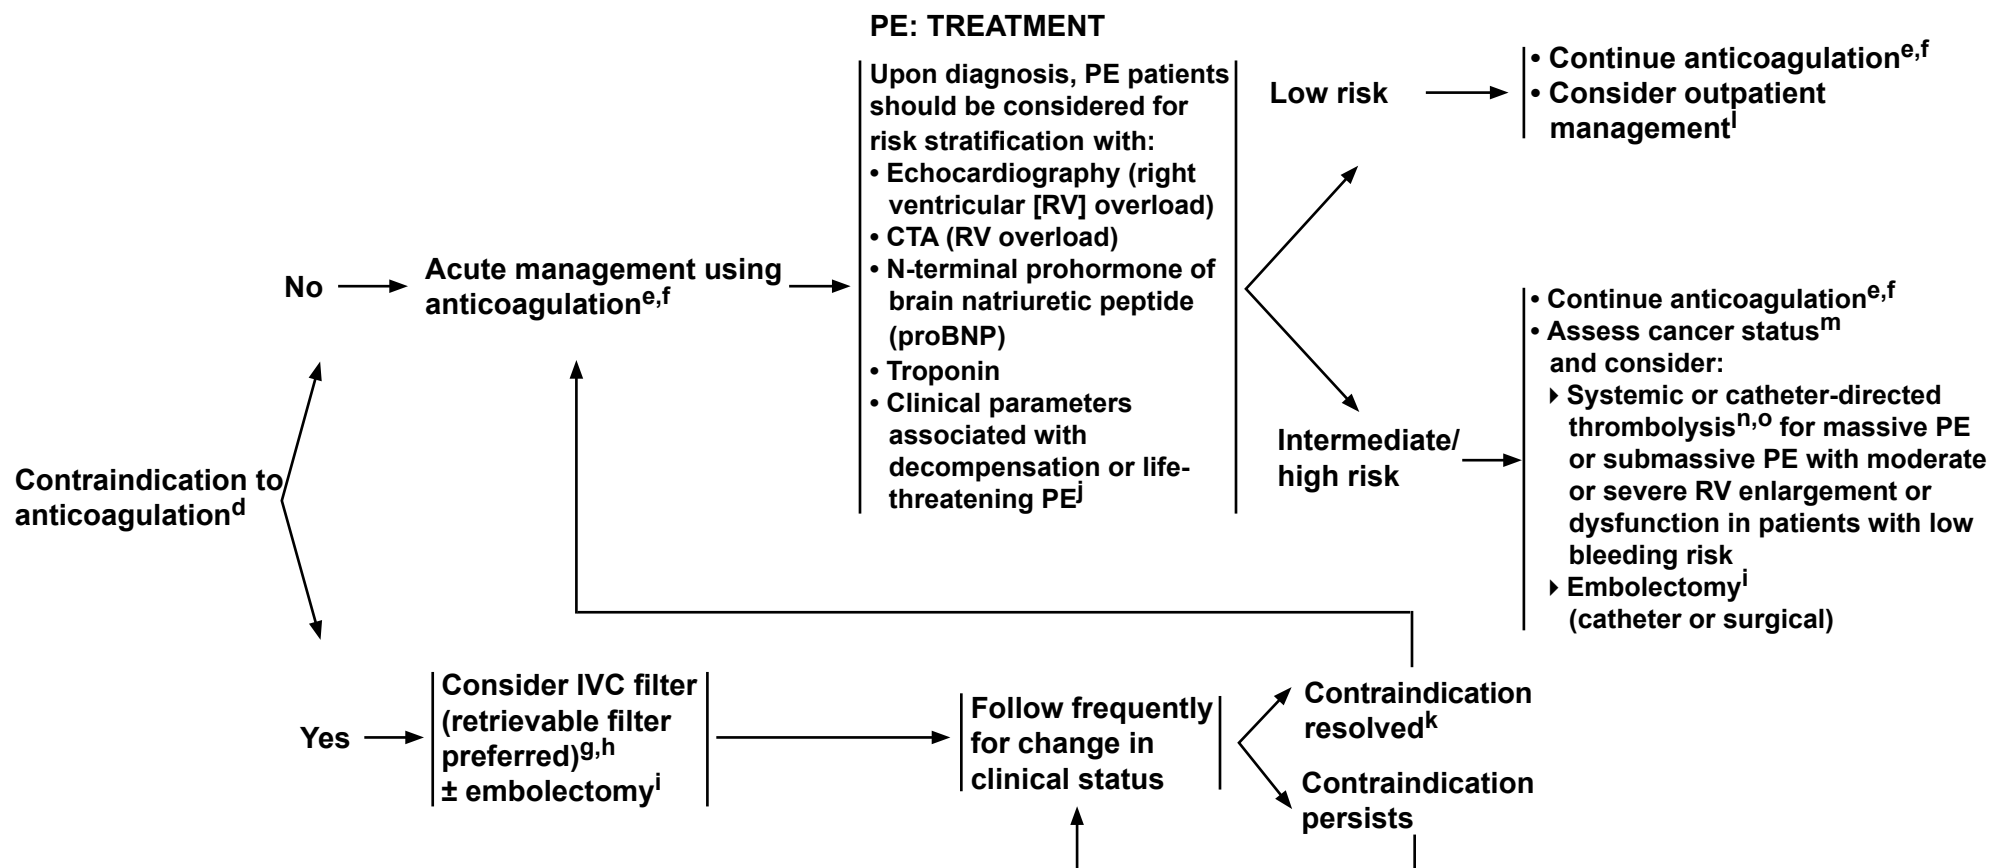 PE: TREATMENT
Contraindication to
anticoagulationd
No
Acute management using
anticoagulatione,f
Upon diagnosis, PE patients
should be considered for
risk stratification with:
• Echocardiography (right
ventricular [RV] overload)
• CTA (RV overload)
• N-terminal prohormone of
brain natriuretic peptide
(proBNP)
• Troponin
• Clinical parameters
associated with
decompensation or life-
threatening PEj
Low risk
• Continue anticoagulatione,f
• Consider outpatient
managementl
Intermediate/
high risk
• Continue anticoagulatione,f
• Assess cancer statusm
and consider:
▸ Systemic or catheter-directed
thrombolysisn,o for massive PE
or submassive PE with moderate
or severe RV enlargement or
dysfunction in patients with low
bleeding risk
▸ Embolectomyi
(catheter or surgical)
Yes
Consider IVC filter
(retrievable filter
preferred)g,h
± embolectomyi
Follow frequently
for change in
clinical status
Contraindication
resolvedk
Contraindication
persists